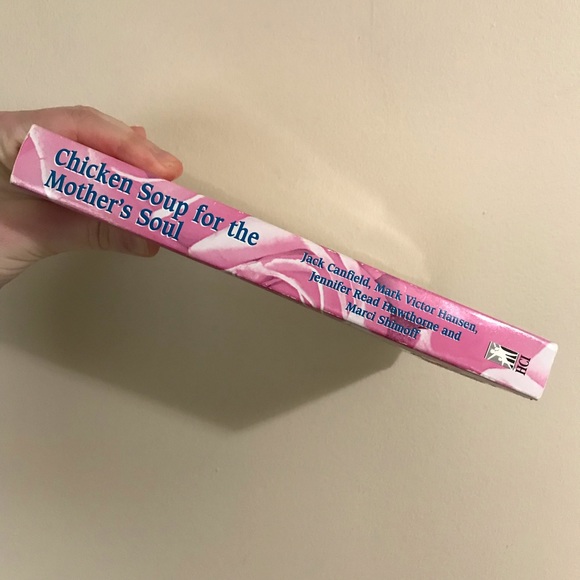 Chicken Soup for the
Mother's Soul
Jack Canfield, Mark Victor Hansen,
Jennifer Read Hawthorne and
Marci Shimoff
HCI